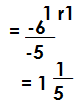 1 r1
= -6
-5
= 1 1
5